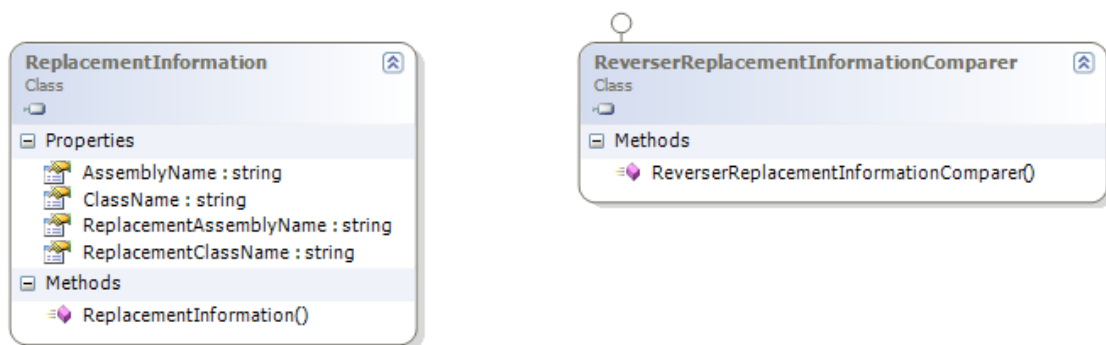 ReplacementInformation
Class
Properties
AssemblyName : string
ClassName : string
ReplacementAssemblyName : string
ReplacementClassName : string
Methods
ReplacementInformation()
ReverserReplacementInformationComparer
Class
Methods
ReverserReplacementInformationComparer()